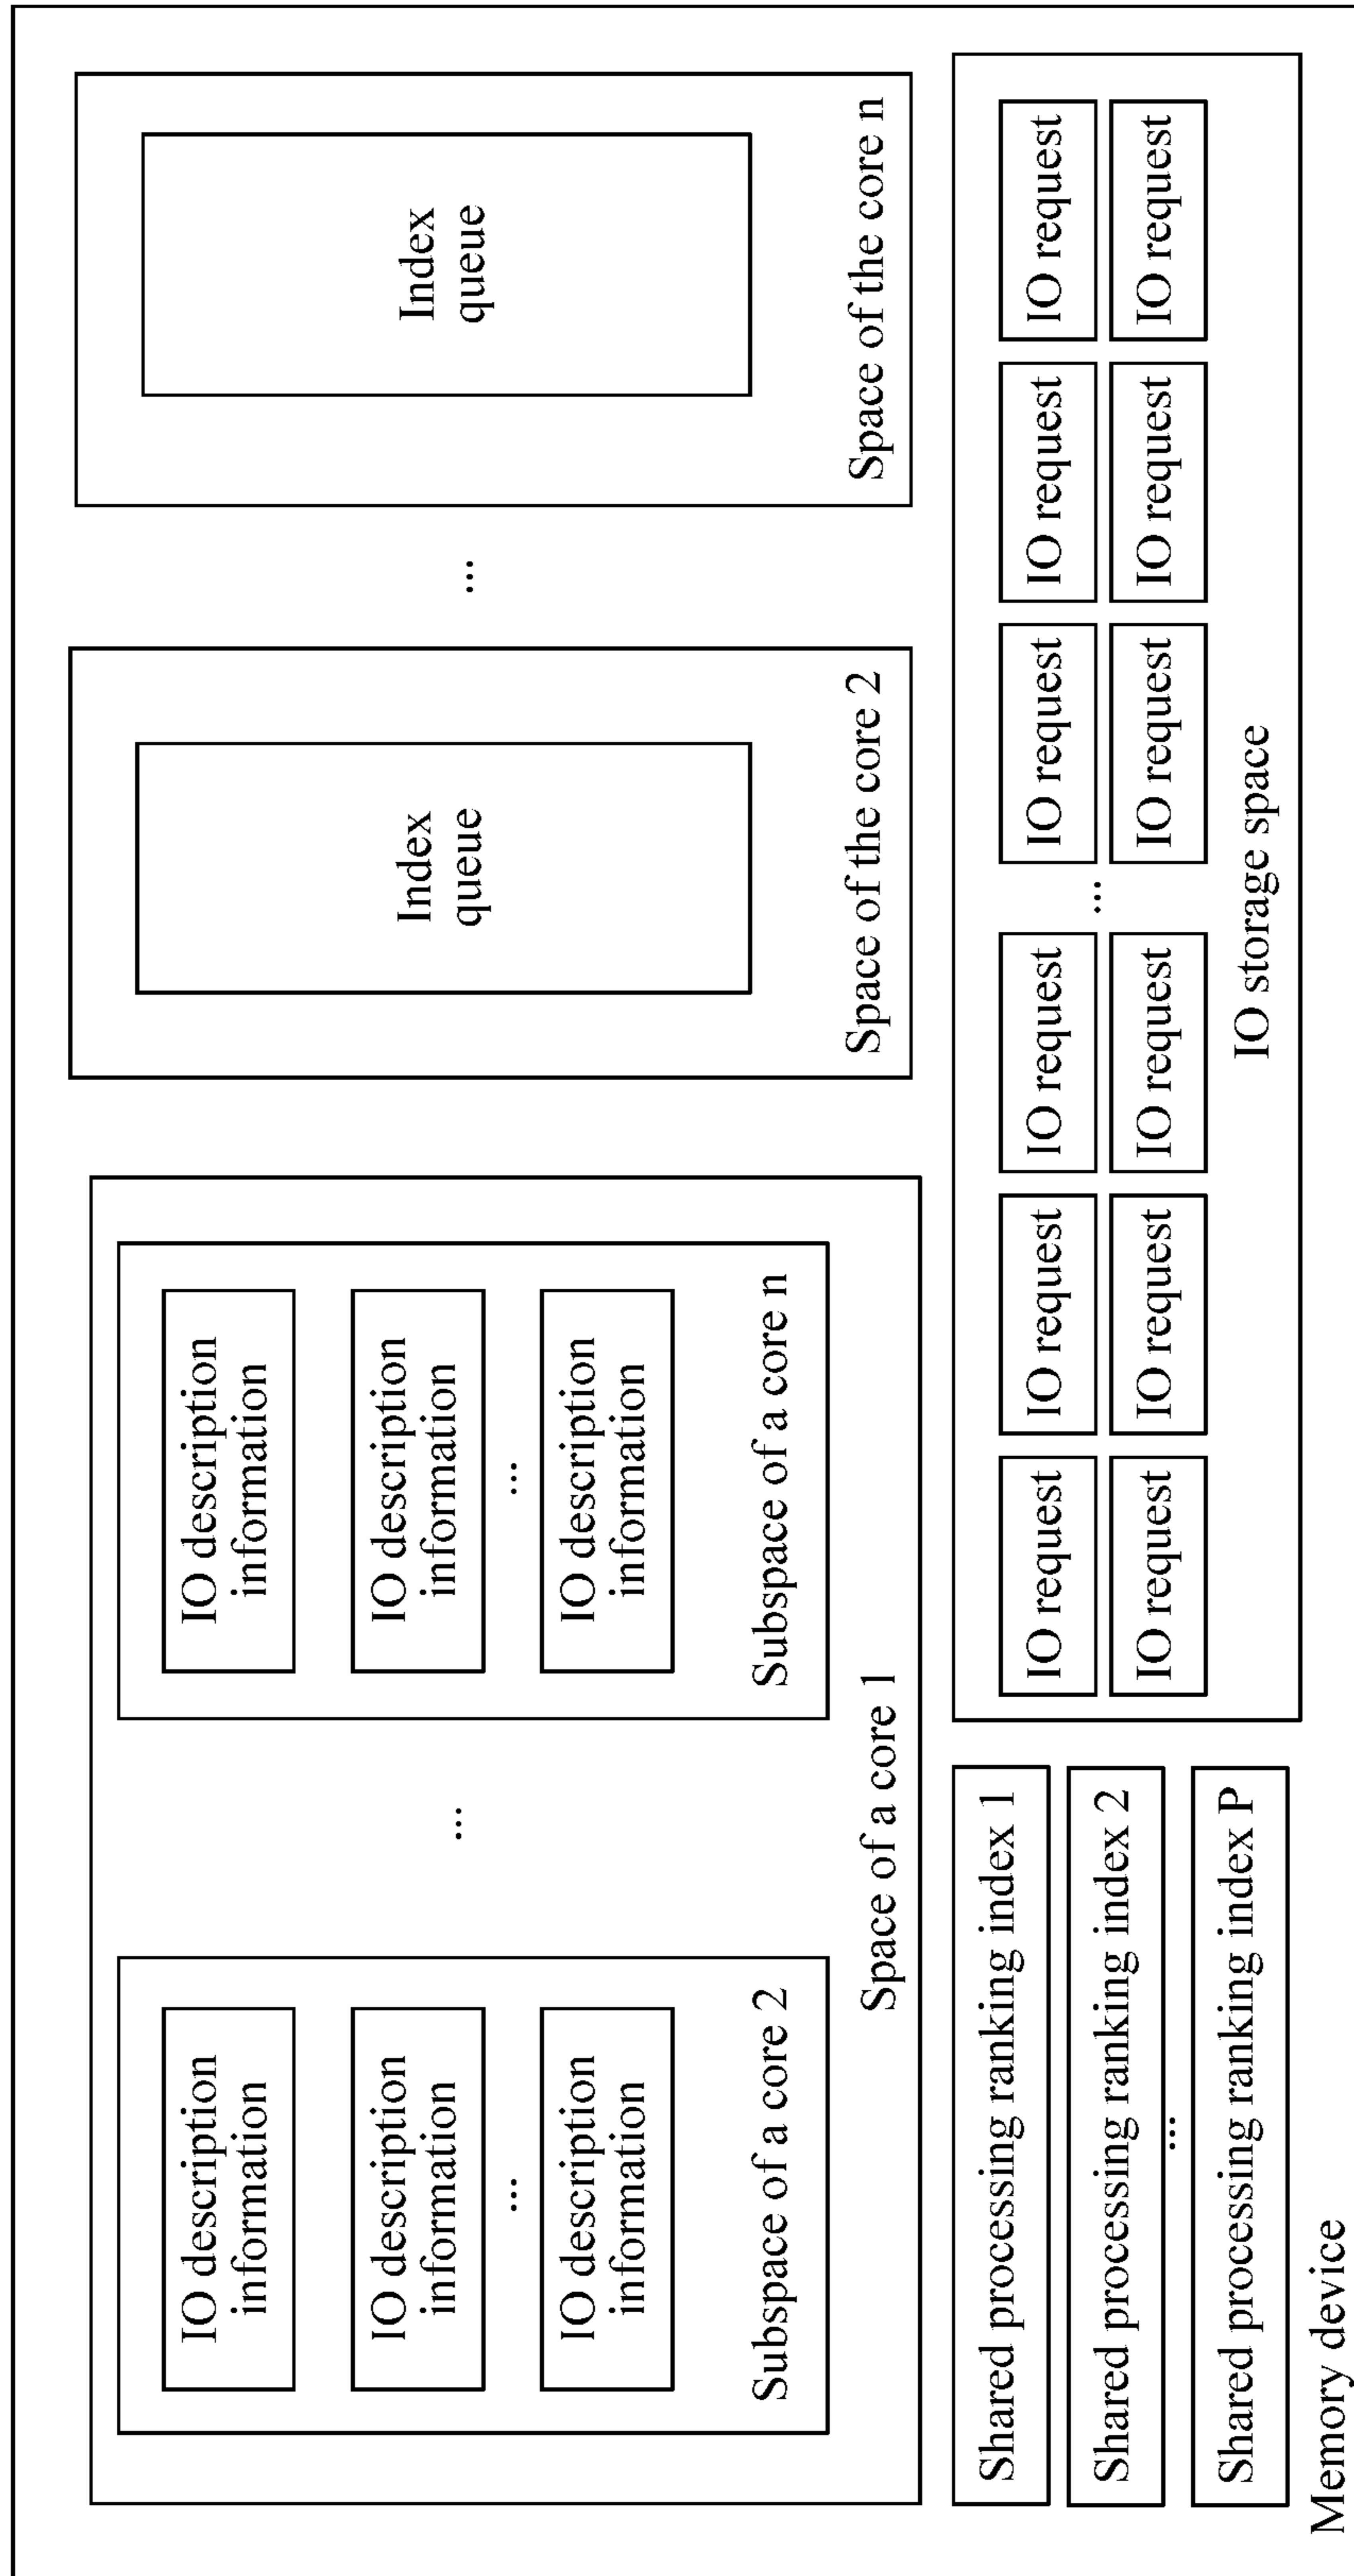 IO description
information
IO description
information
...
IO description
information
Subspace of a core 2
...
IO description
information
IO description
information
...
IO description
information
Subspace of a core n
Space of a core 1
Index
queue
Space of the core 2
...
Index
queue
Space of the core n
Shared processing ranking index 1
Shared processing ranking index 2
...
Shared processing ranking index P
IO request
IO request
IO request
IO request
IO request
IO request
...
IO request
IO request
IO request
IO request
IO request
IO request
IO storage space
Memory device